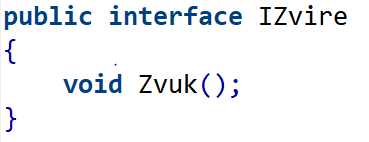 public interface IZvire
{
    void Zvuk();
}